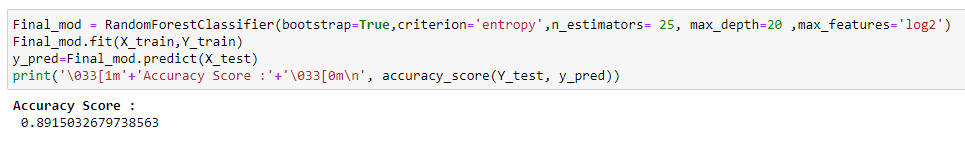 Final_mod = RandomForestClassifier(bootstrap=True,criterion='entropy',n_estimators= 25, max_depth=20 ,max_features='log2')
Final_mod.fit(X_train,Y_train)
y_pred=Final_mod.predict(X_test)
print('\033[1m'+'Accuracy Score :'+'\033[0m\n', accuracy_score(Y_test, y_pred))
Accuracy Score :
0.8915032679738563